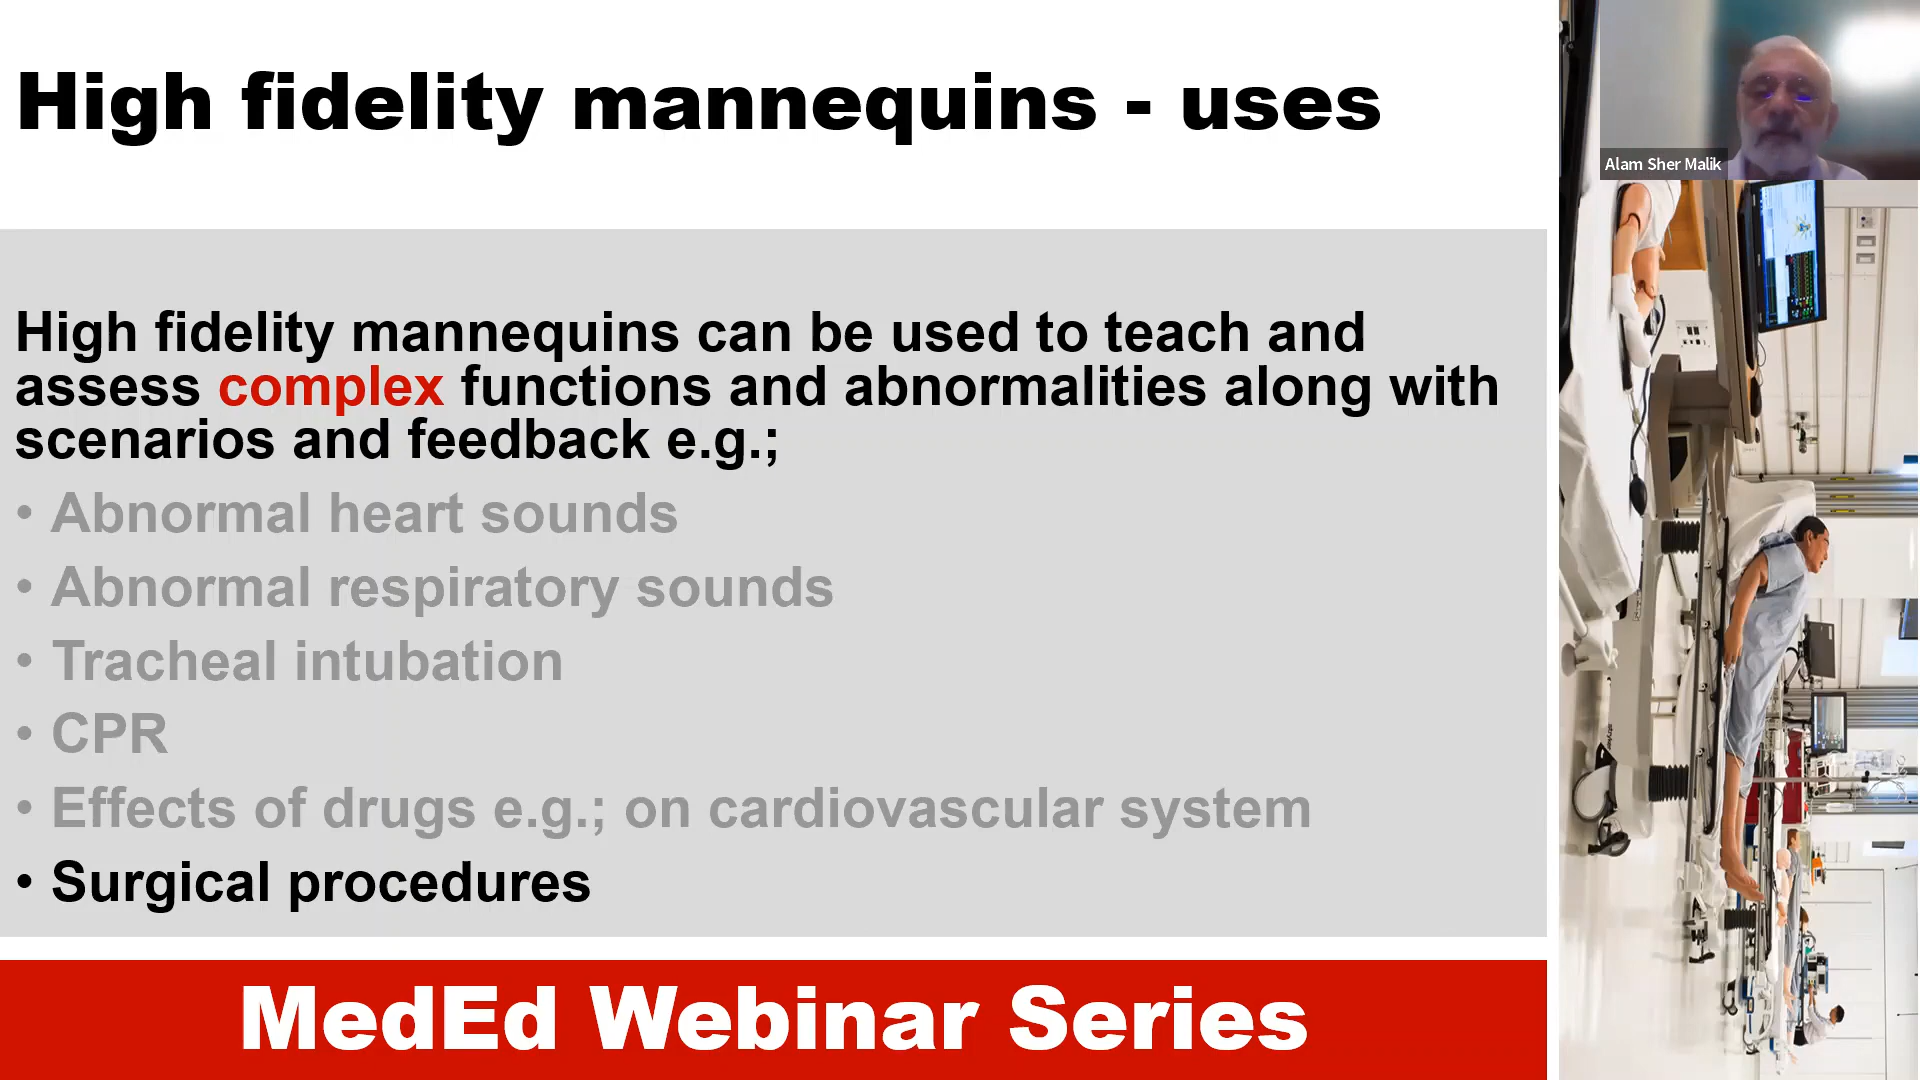 High fidelity mannequins - uses
Alam Sher Malik
High fidelity mannequins can be used to teach and
assess complex functions and abnormalities along with
scenarios and feedback e.g.;
• Abnormal heart sounds
• Abnormal respiratory sounds
• Tracheal intubation
• CPR
• Effects of drugs e.g.; on cardiovascular system
• Surgical procedures
MedEd Webinar Series